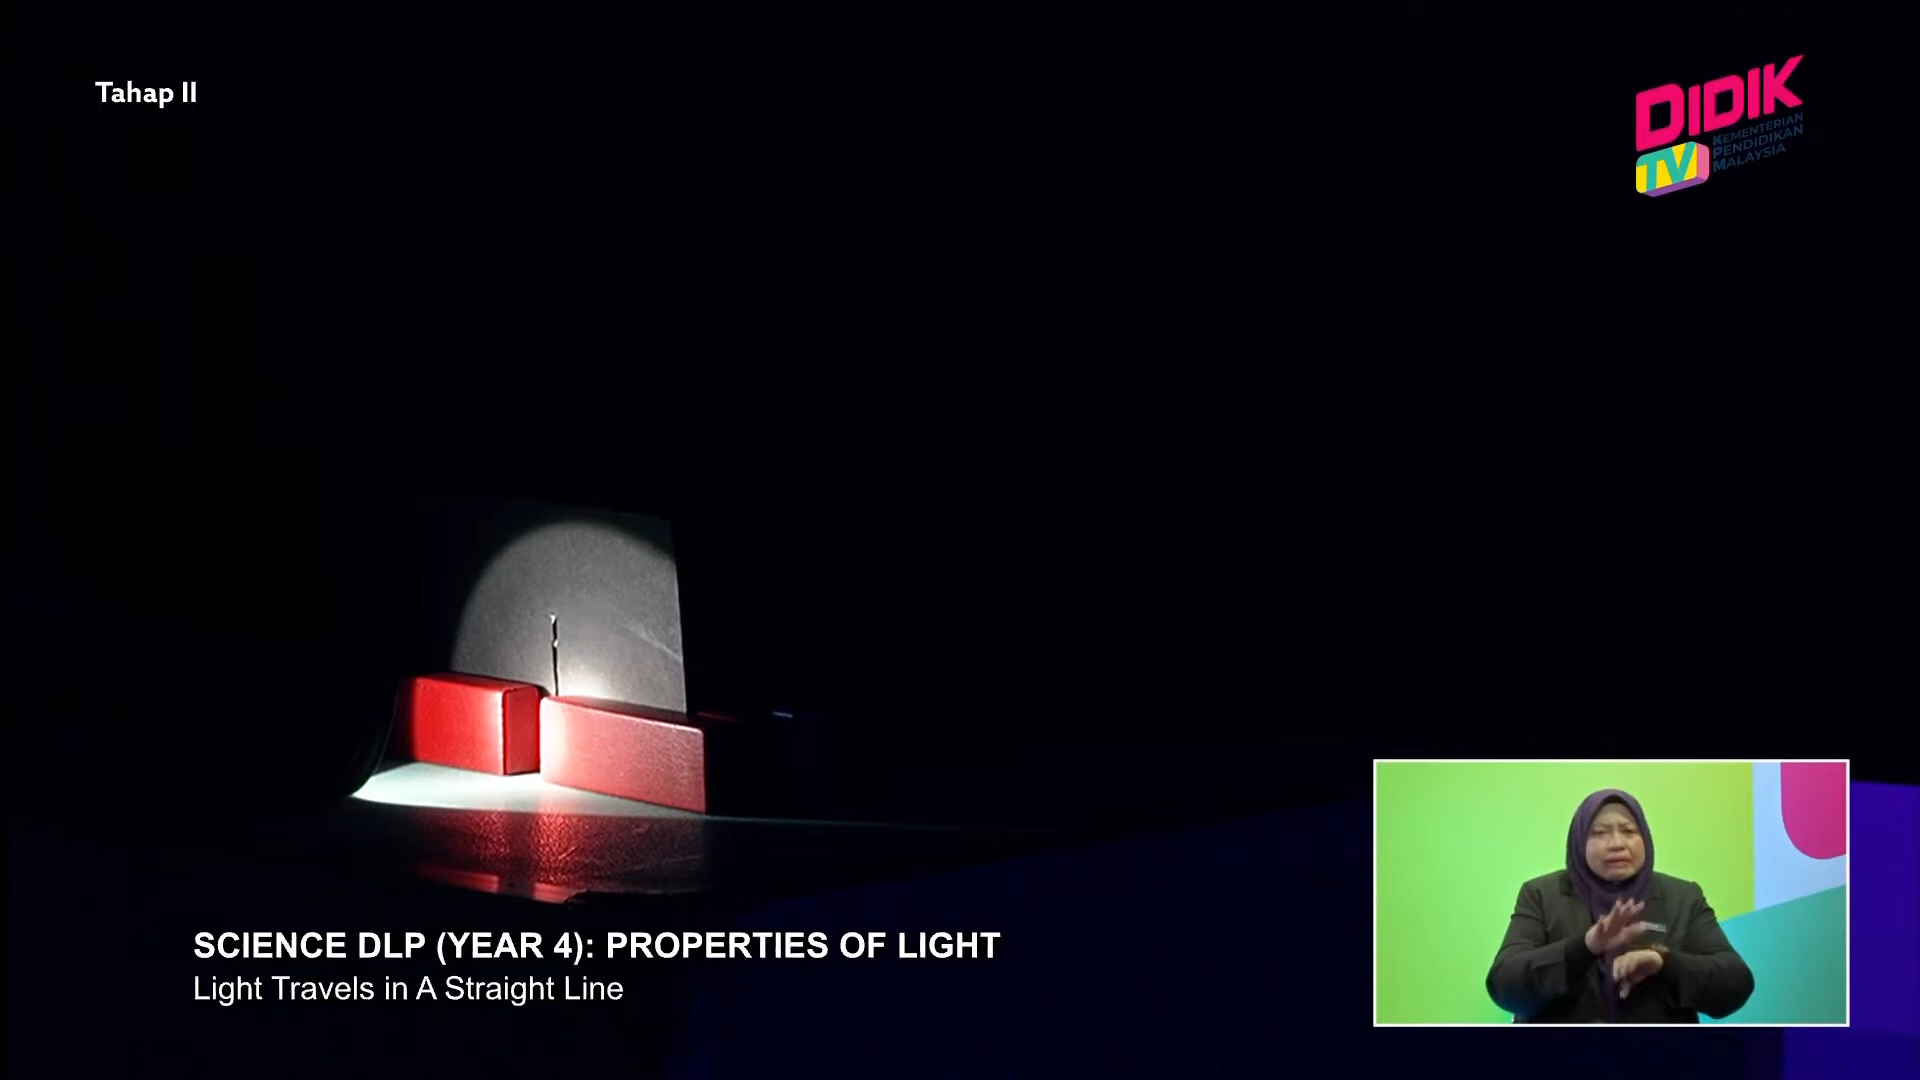 Tahap II
DIDIK
TV
KEMENTERIAN
PENDIDIKAN
MALAYSIA
SCIENCE DLP (YEAR 4): PROPERTIES OF LIGHT
Light Travels in A Straight Line